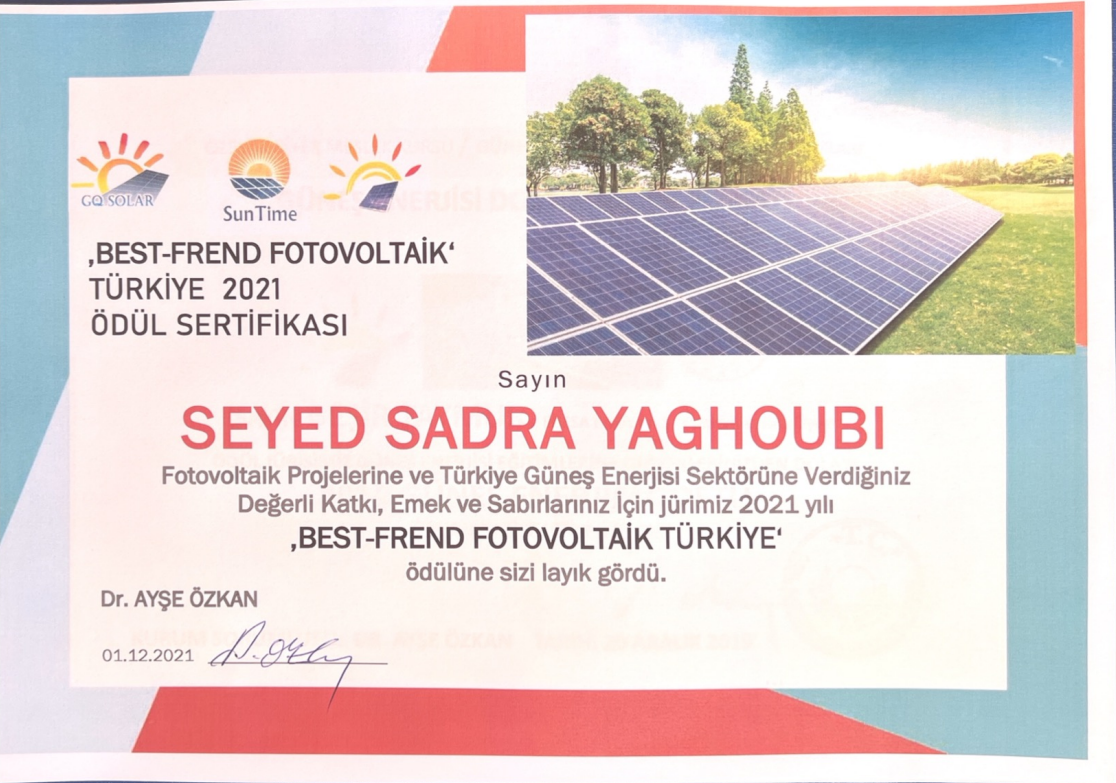 GQ SOLAR
SunTime
‚BEST-FREND FOTOVOLTAİK‘
TÜRKİYE 2021
ÖDÜL SERTİFİKASI
Sayın
SEYED SADRA YAGHOUBI
Fotovoltaik Projelerine ve Türkiye Güneş Enerjisi Sektörüne Verdiğiniz
Değerli Katkı, Emek ve Sabırlarınız İçin jürimiz 2021 yılı
‚BEST-FREND FOTOVOLTAİK TÜRKİYE‘
ödülüne sizi layık gördü.
Dr. AYŞE ÖZKAN
01.12.2021